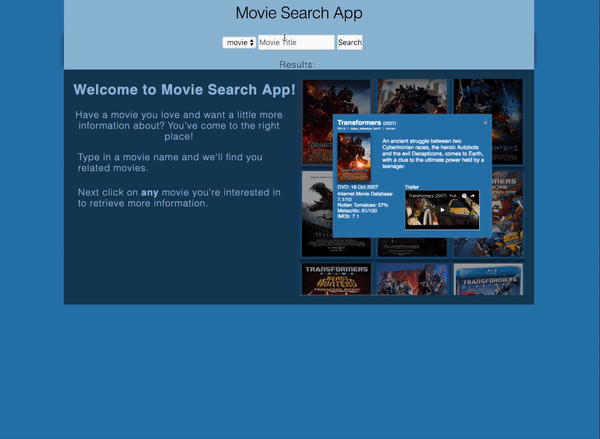 Movie Search App
movie Movie Title Search
Results:
Welcome to Movie Search App!
Have a movie you love and want a little more
information about? You've come to the right
place!
Type in a movie name and we'll find you
related movies.
Next click on any movie you're interested in
to retrieve more information.
Transformers (2007)
An ancient struggle between two
Cybertronian races, the heroic Autobots
and the evil Decepticons, comes to Earth,
with a clue to the ultimate power held by a
teenager.
DVD: 16 Oct 2007
Internet Movie Database:
7.1/10
Rotten Tomatoes: 57%
Metacritic: 61/100
IMDb: 7.1
Trailer
Transformers (2007) Full
TRANSFORMERS
BEAST
HUNTERS
TRANSFORMERS